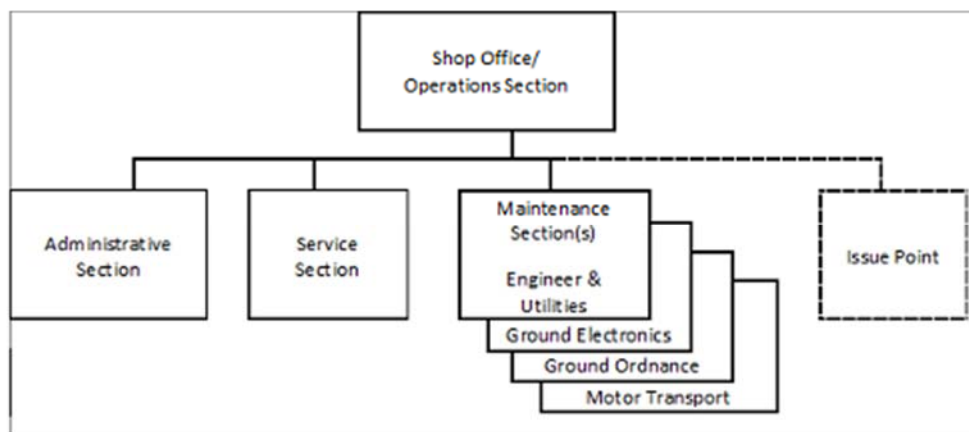 Shop Office/
Operations Section
Administrative
Section
Service
Section
Maintenance
Section(s)
Engineer &
Utilities
Ground Electronics
Ground Ordnance
Motor Transport
Issue Point